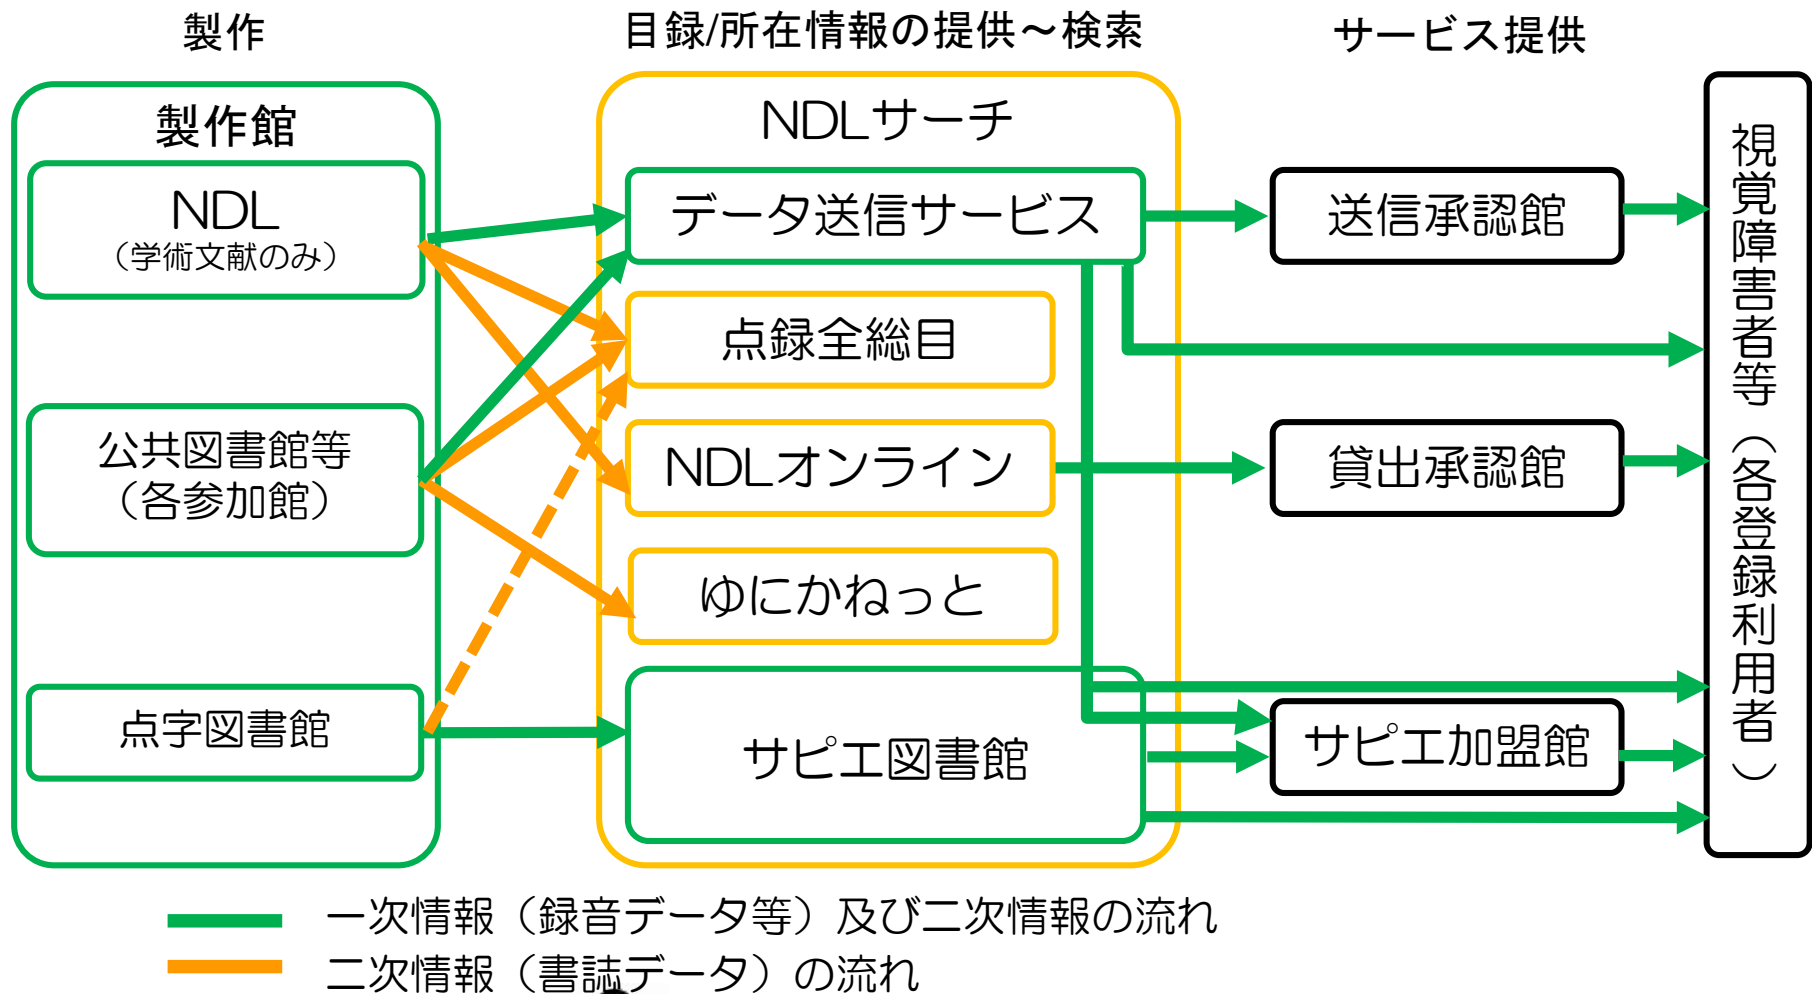 製作
目録/所在情報の提供～検索
サービス提供
製作館
NDL
（学術文献のみ）
公共図書館等
（各参加館）
点字図書館
NDLサーチ
データ送信サービス
点録全総目
NDLオンライン
ゆにかねっと
サピエ図書館
送信承認館
貸出承認館
サピエ加盟館
視覚障害者等（各登録利用者）
一次情報（録音データ等）及び二次情報の流れ
二次情報（書誌データ）の流れ